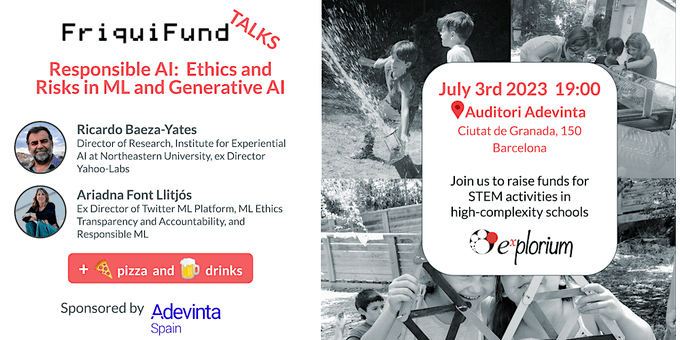 FriquiFund
TALKS
Responsible AI: Ethics and
Risks in ML and Generative AI
Ricardo Baeza-Yates
Director of Research, Institute for Experiential
AI at Northeastern University, ex Director
Yahoo-Labs
Ariadna Font Llitjós
Ex Director of Twitter ML Platform, ML Ethics
Transparency and Accountability, and
Responsible ML
+ pizza and drinks
Sponsored by Adevinta
Spain
July 3rd 2023 19:00
Auditori Adevinta
Ciutat de Granada, 150
Barcelona
Join us to raise funds for
STEM activities in
high-complexity schools
explorium